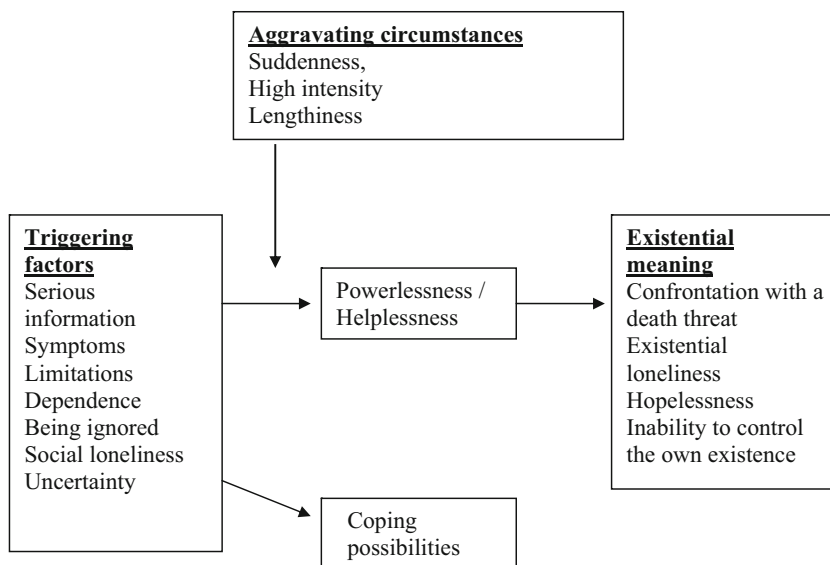 Aggravating circumstances
Suddenness,
High intensity
Lengthiness
Triggering
factors
Serious
information
Symptoms
Limitations
Dependence
Being ignored
Social loneliness
Uncertainty
Powerlessness /
Helplessness
Existential
meaning
Confrontation with a
death threat
Existential
loneliness
Hopelessness
Inability to control
the own existence
Coping
possibilities